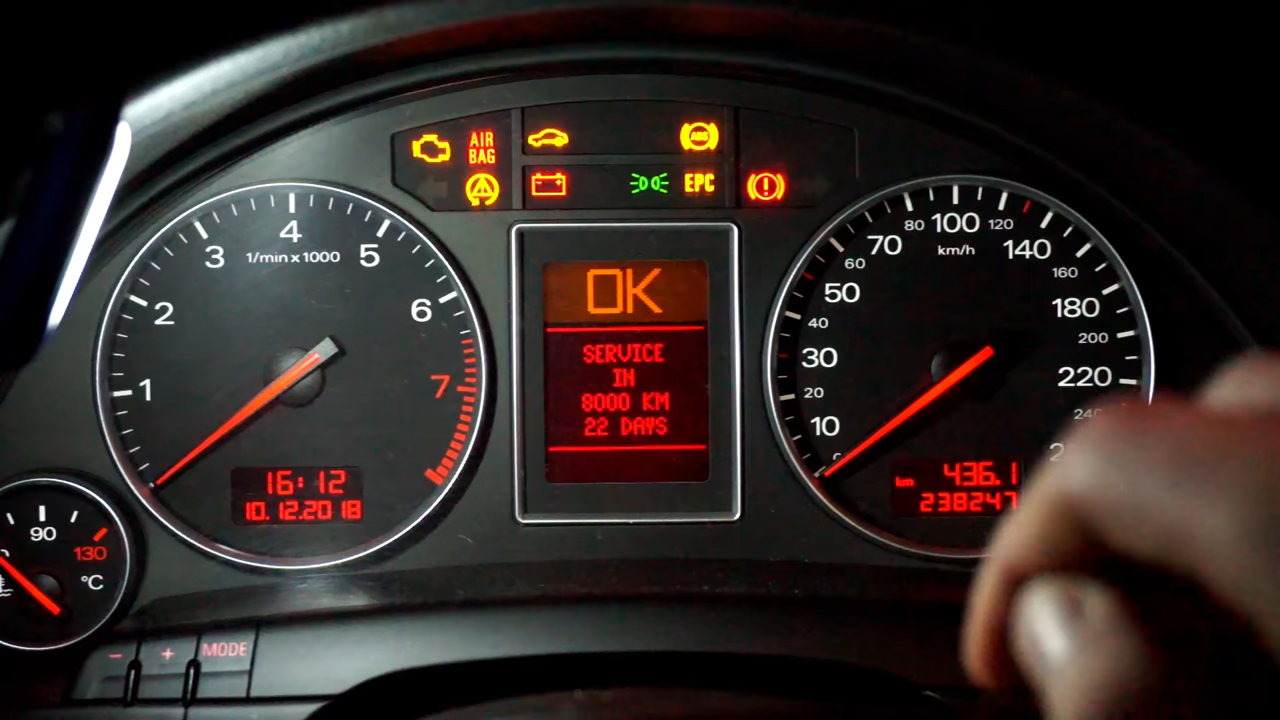 AIR
BAG
ABS
EPC
1 2 3 4 5 6 7
1/min x 1000
16:12
10.12.2018
OK
SERVICE
IN
8000 KM
22 DAYS
10 20 30 40 50 60 70 80 100 120 140 160 180 200 220 240
km/h
km 436.1
238247
90
130
°C
- + MODE